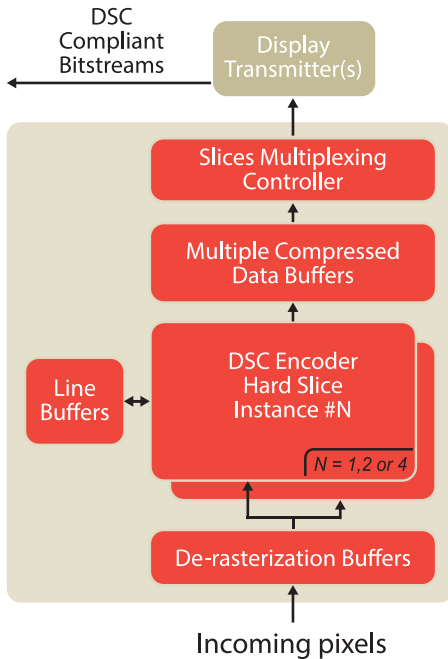 DSC
Compliant
Bitstreams
Display
Transmitter(s)
Slices Multiplexing
Controller
Multiple Compressed
Data Buffers
DSC Encoder
Hard Slice
Instance #N
N = 1,2 or 4
Line
Buffers
De-rasterization Buffers
Incoming pixels